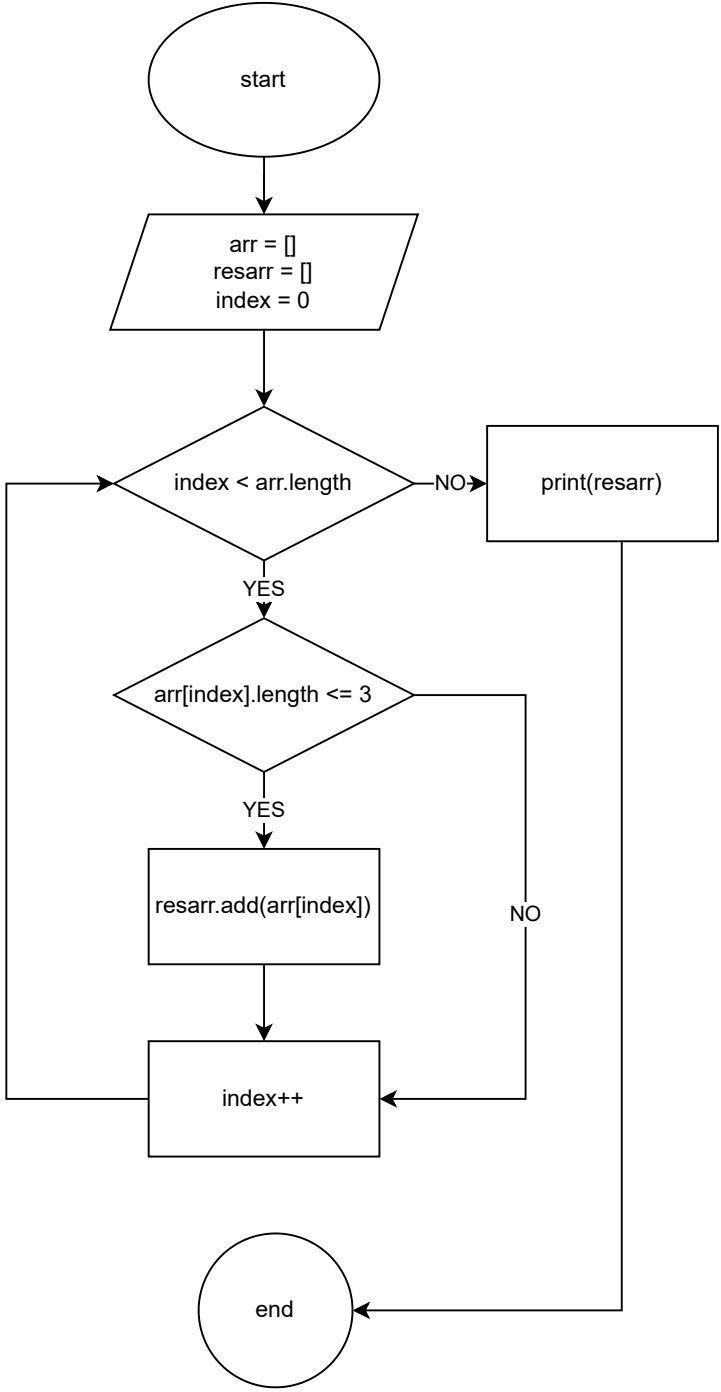 start
arr = []
resarr = []
index = 0
index < arr.length
NO
print(resarr)
YES
arr[index].length <= 3
YES
resarr.add(arr[index])
NO
index++
end